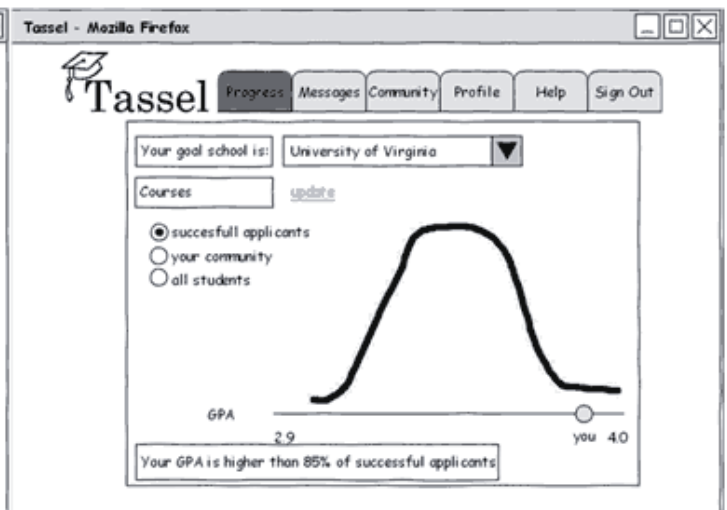 Tassel - Mozilla Firefox
Tassel
Progress Messages Community Profile Help Sign Out
Your goal school is: University of Virginia
Courses update
succesfull applicants
your community
all students
GPA
2.9 you 4.0
Your GPA is higher than 85% of successful applicants